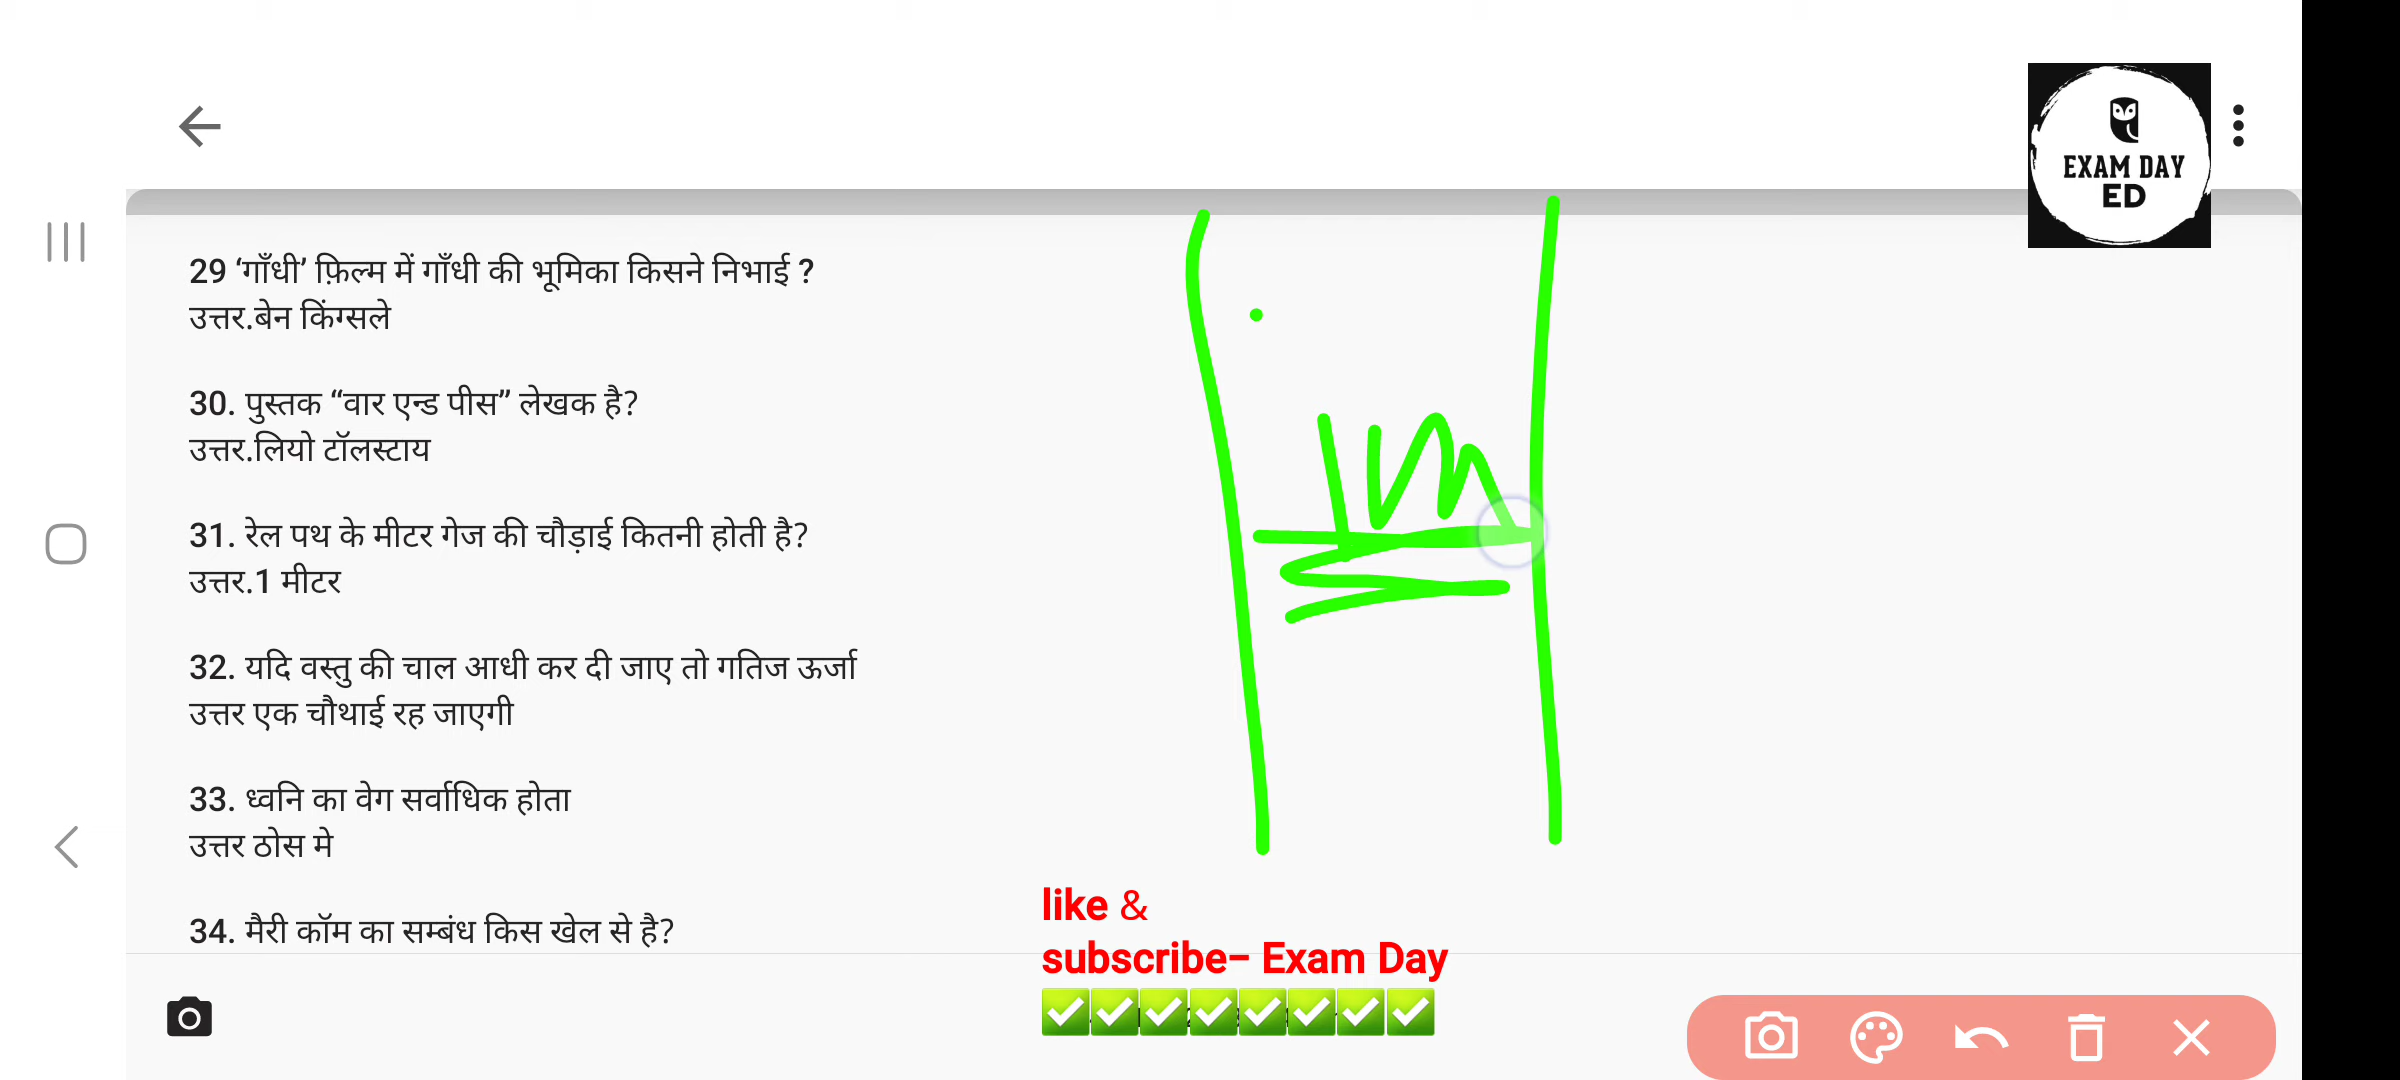 EXAM DAY
ED
29 ‘गाँधी’ फ़िल्म में गाँधी की भूमिका किसने निभाई ?
उत्तर.बेन किंग्सले
30. पुस्तक “वार एन्ड पीस” लेखक है?
उत्तर.लियो टॉलस्टाय
31. रेल पथ के मीटर गेज की चौड़ाई कितनी होती है?
उत्तर.1 मीटर
32. यदि वस्तु की चाल आधी कर दी जाए तो गतिज ऊर्जा
उत्तर एक चौथाई रह जाएगी
33. ध्वनि का वेग सर्वाधिक होता
उत्तर ठोस मे
34. मैरी कॉम का सम्बंध किस खेल से है?
1m
like &
subscribe– Exam Day